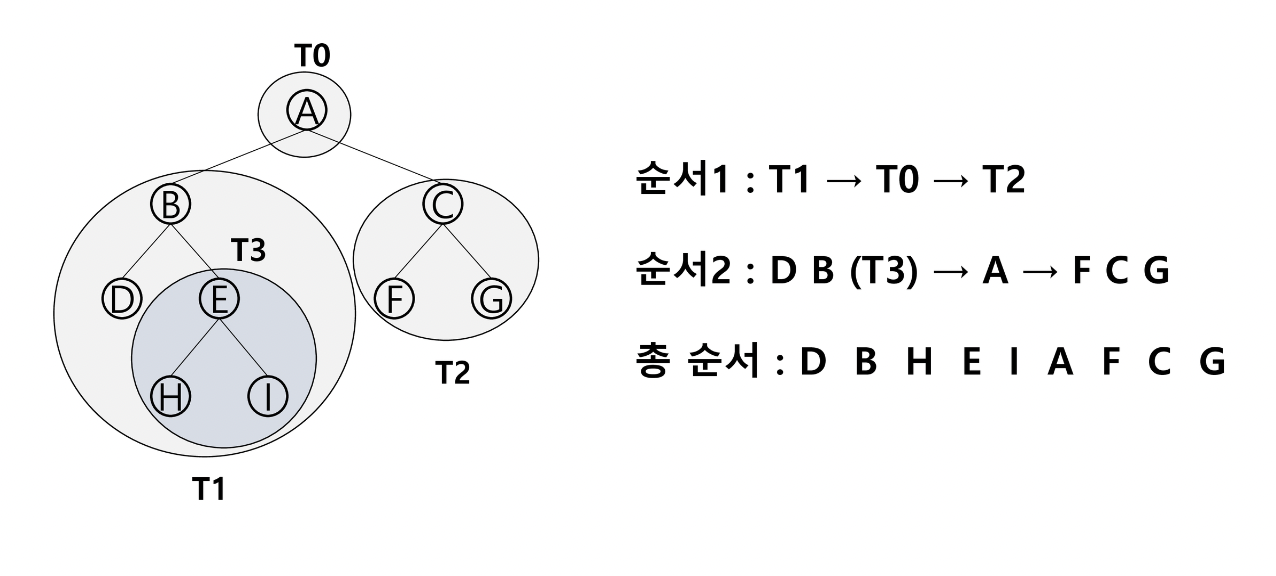 T0
A
B
C
T3
D
E
F
G
H
I
T2
T1
순서1 : T1 → T0 → T2
순서2 : D B (T3) → A → F C G
총 순서 : D B H E I A F C G